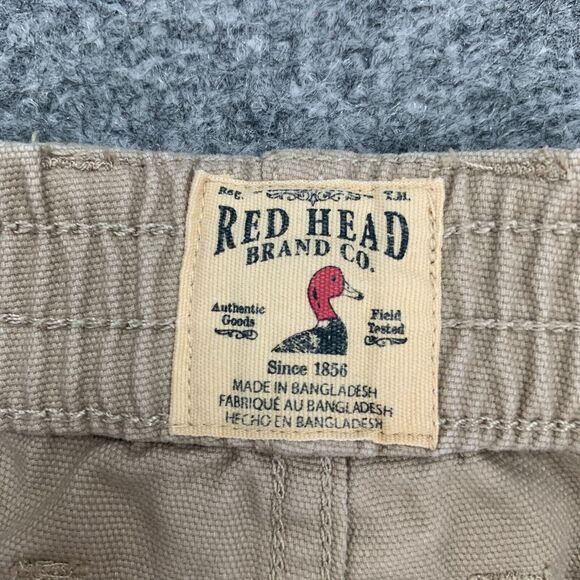 Reg. T.M.
RED HEAD
BRAND CO.
Authentic Field
Goods Tested
Since 1856
MADE IN BANGLADESH
FABRIQUÉ AU BANGLADESH
HECHO EN BANGLADESH